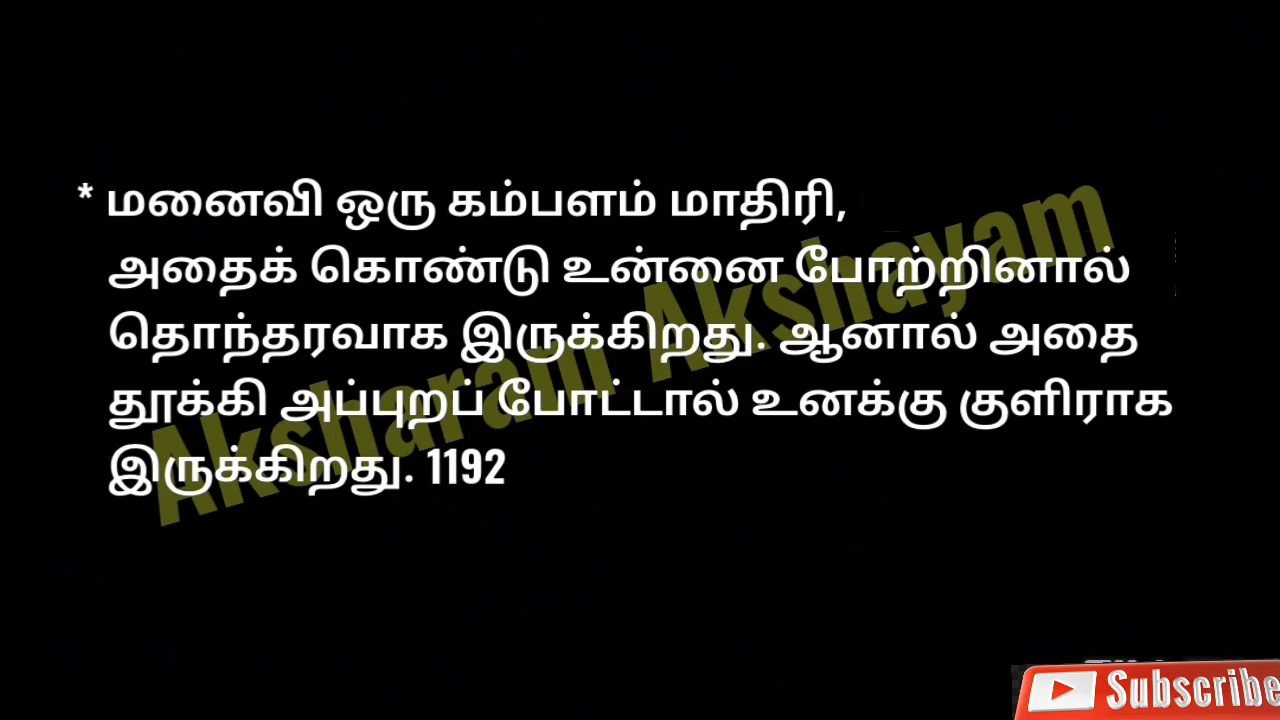 * மனைவி ஒரு கம்பளம் மாதிரி,
அதைக் கொண்டு உன்னை போற்றினால்
தொந்தரவாக இருக்கிறது. ஆனால் அதை
தூக்கி அப்புறப் போட்டால் உனக்கு குளிராக
இருக்கிறது. 1192
Aksharam Akshayam
Subscribe